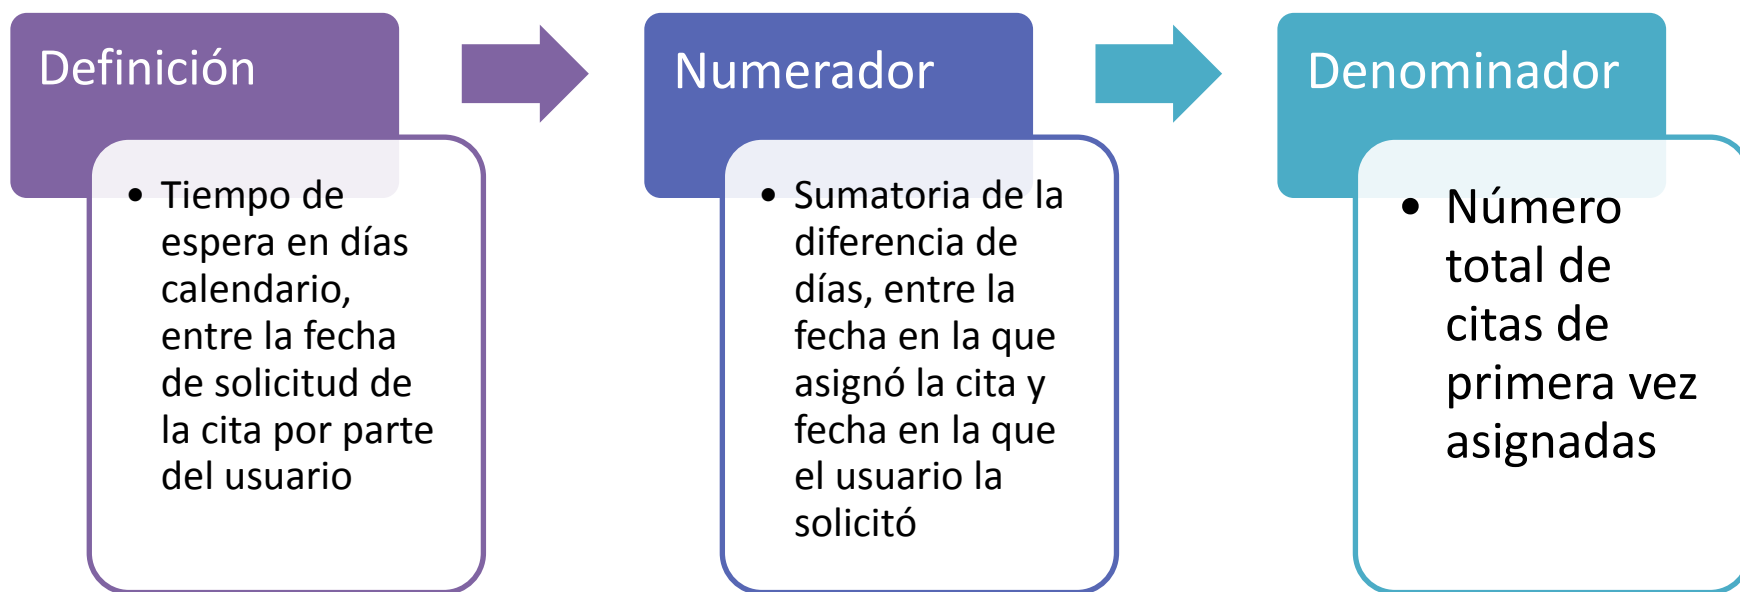 Definición
• Tiempo de
espera en días
calendario,
entre la fecha
de solicitud de
la cita por parte
del usuario
Numerador
• Sumatoria de la
diferencia de
días, entre la
fecha en la que
asignó la cita y
fecha en la que
el usuario la
solicitó
Denominador
• Número
total de
citas de
primera vez
asignadas